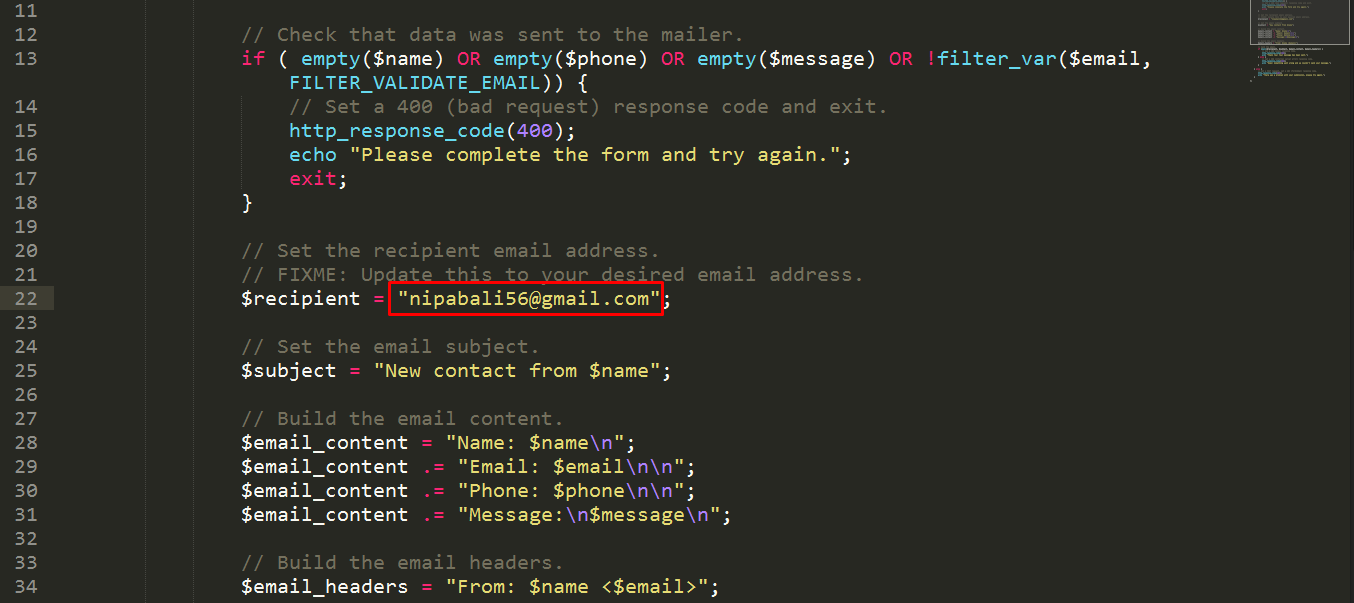 11
12 // Check that data was sent to the mailer.
13 if ( empty($name) OR empty($phone) OR empty($message) OR !filter_var($email,
FILTER_VALIDATE_EMAIL)) {
14 // Set a 400 (bad request) response code and exit.
15 http_response_code(400);
16 echo "Please complete the form and try again.";
17 exit;
18 }
19
20 // Set the recipient email address.
21 // FIXME: Update this to your desired email address.
22 $recipient = "nipabali56@gmail.com";
23
24 // Set the email subject.
25 $subject = "New contact from $name";
26
27 // Build the email content.
28 $email_content = "Name: $name\n";
29 $email_content .= "Email: $email\n\n";
30 $email_content .= "Phone: $phone\n\n";
31 $email_content .= "Message:\n$message\n";
32
33 // Build the email headers.
34 $email_headers = "From: $name <$email>";